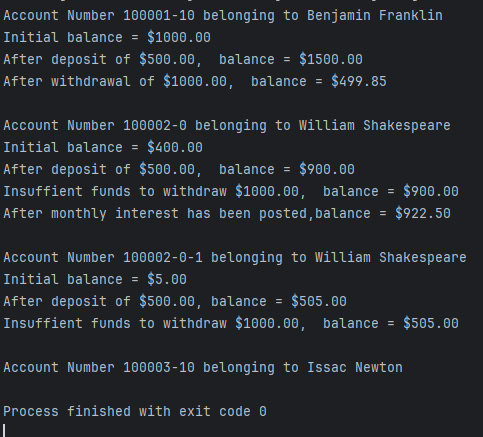 Account Number 100001-10 belonging to Benjamin Franklin
Initial balance = $1000.00
After deposit of $500.00,  balance = $1500.00
After withdrawal of $1000.00,  balance = $499.85

Account Number 100002-0 belonging to William Shakespeare
Initial balance = $400.00
After deposit of $500.00,  balance = $900.00
Insuffient funds to withdraw $1000.00,  balance = $900.00
After monthly interest has been posted,balance = $922.50

Account Number 100002-0-1 belonging to William Shakespeare
Initial balance = $5.00
After deposit of $500.00, balance = $505.00
Insuffient funds to withdraw $1000.00,  balance = $505.00

Account Number 100003-10 belonging to Issac Newton

Process finished with exit code 0